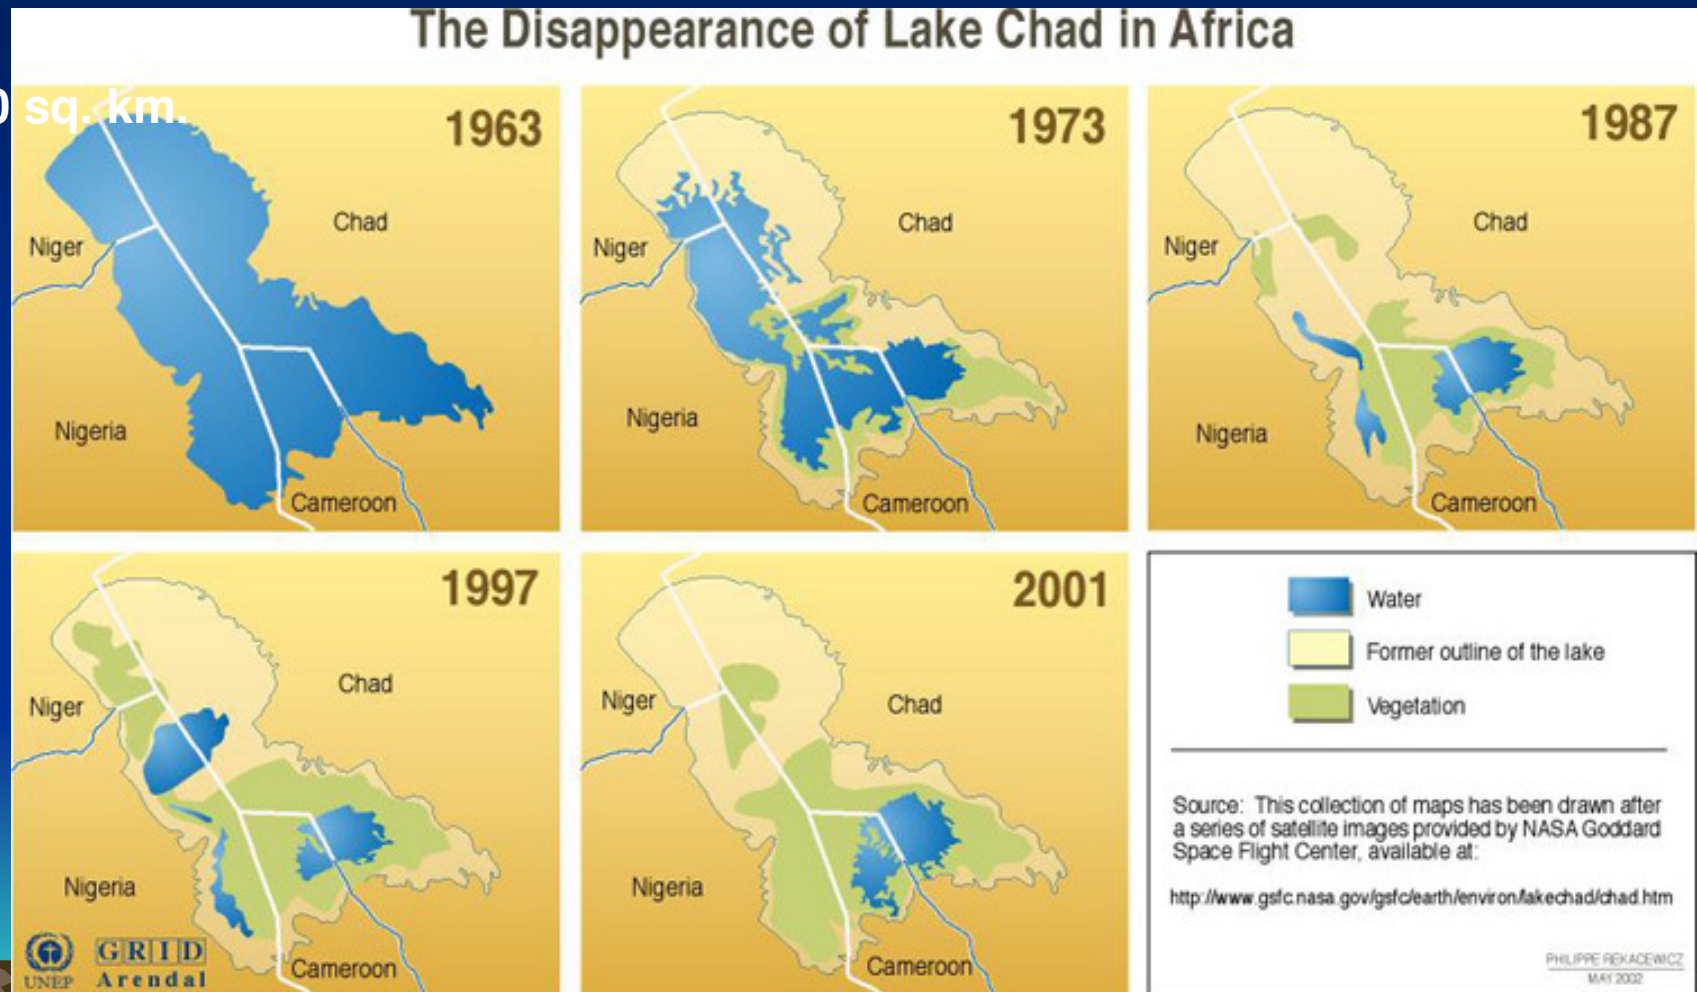 The Disappearance of Lake Chad in Africa
0 sq. km.
1963
Chad
Niger
Nigeria
Cameroon
1973
Chad
Niger
Nigeria
Cameroon
1987
Chad
Niger
Nigeria
Cameroon
1997
Chad
Niger
Nigeria
Cameroon
UNEP
GRID
Arendal
2001
Chad
Niger
Nigeria
Cameroon
Water
Former outline of the lake
Vegetation
Source: This collection of maps has been drawn after
a series of satellite images provided by NASA Goddard
Space Flight Center, available at:
http://www.gsfc.nasa.gov/gsfc/earth/environ/lakechad/chad.htm
PHILIPPE REKACEWICZ
MAY 2002